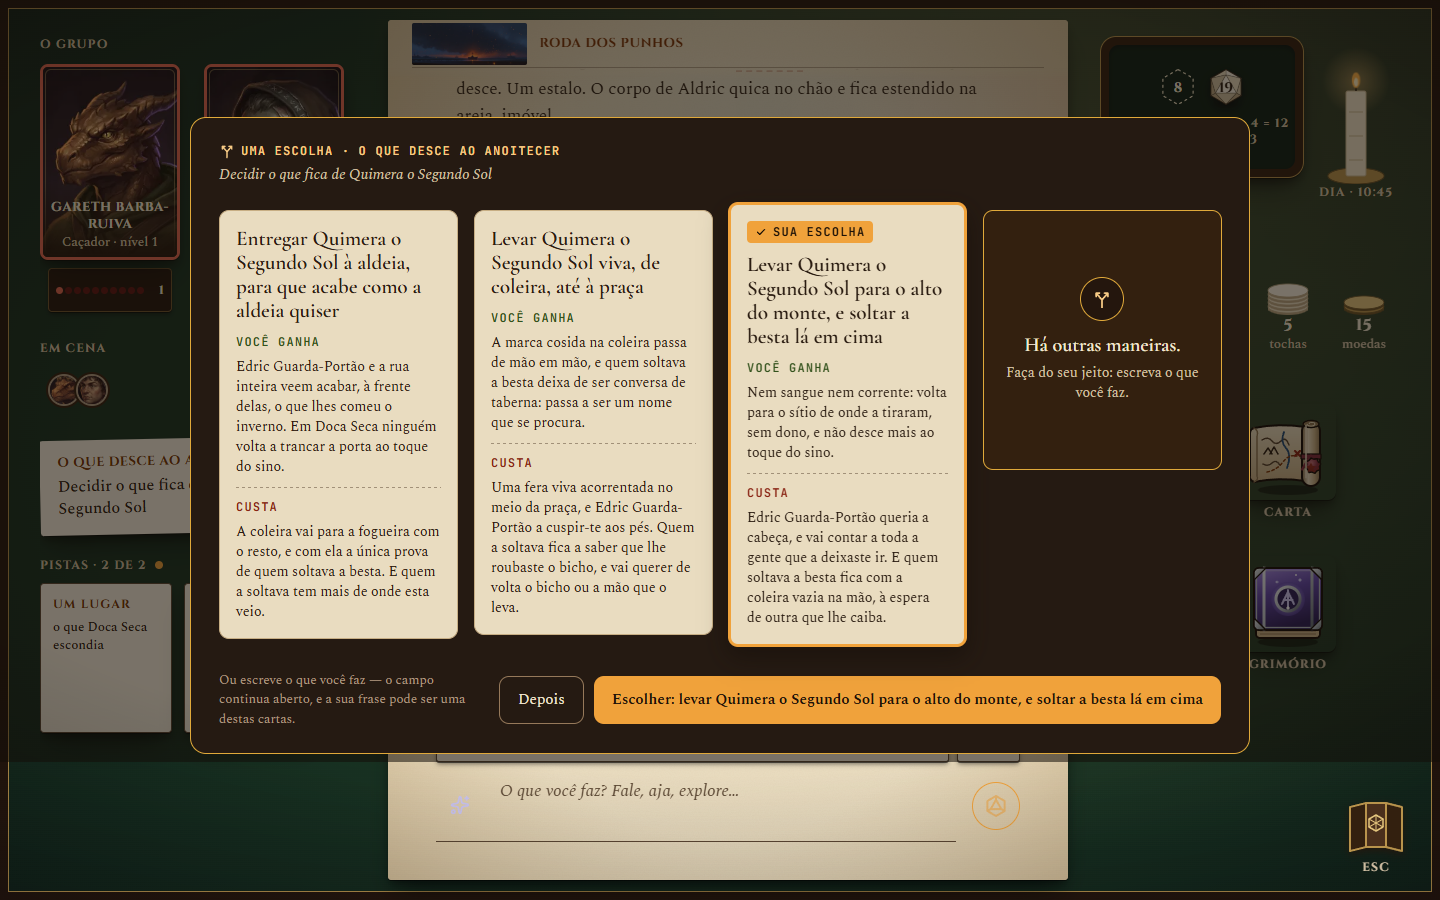 O GRUPO
GARETH BARBA-
RUIVA
Caçador · nível 1
1
EM CENA
O QUE DESCE AO A
Decidir o que fica
Segundo Sol
PISTAS · 2 DE 2
UM LUGAR
o que Doca Seca
escondia
RODA DOS PUNHOS
desce. Um estalo. O corpo de Aldric quica no chão e fica estendido na
areia, imóvel
8
19
4 = 12
3
DIA · 10:45
5
tochas
15
moedas
CARTA
GRIMÓRIO
UMA ESCOLHA · O QUE DESCE AO ANOITECER
Decidir o que fica de Quimera o Segundo Sol
Entregar Quimera o
Segundo Sol à aldeia,
para que acabe como a
aldeia quiser
VOCÊ GANHA
Edric Guarda-Portão e a rua
inteira veem acabar, à frente
delas, o que lhes comeu o
inverno. Em Doca Seca ninguém
volta a trancar a porta ao toque
do sino.
CUSTA
A coleira vai para a fogueira com
o resto, e com ela a única prova
de quem soltava a besta. E quem
a soltava tem mais de onde esta
veio.
Levar Quimera o
Segundo Sol viva, de
coleira, até à praça
VOCÊ GANHA
A marca cosida na coleira passa
de mão em mão, e quem soltava
a besta deixa de ser conversa de
taberna: passa a ser um nome
que se procura.
CUSTA
Uma fera viva acorrentada no
meio da praça, e Edric Guarda-
Portão a cuspir-te aos pés. Quem
a soltava fica a saber que lhe
roubaste o bicho, e vai querer de
volta o bicho ou a mão que o
leva.
SUA ESCOLHA
Levar Quimera o
Segundo Sol para o alto
do monte, e soltar a
besta lá em cima
VOCÊ GANHA
Nem sangue nem corrente: volta
para o sítio de onde a tiraram,
sem dono, e não desce mais ao
toque do sino.
CUSTA
Edric Guarda-Portão queria a
cabeça, e vai contar a toda a
gente que a deixaste ir. E quem
soltava a besta fica com a
coleira vazia na mão, à espera
de outra que lhe caiba.
Há outras maneiras.
Faça do seu jeito: escreva o que
você faz.
Ou escreve o que você faz — o campo
continua aberto, e a sua frase pode ser uma
destas cartas.
Depois
Escolher: levar Quimera o Segundo Sol para o alto do monte, e soltar a besta lá em cima
O que você faz? Fale, aja, explore…
ESC